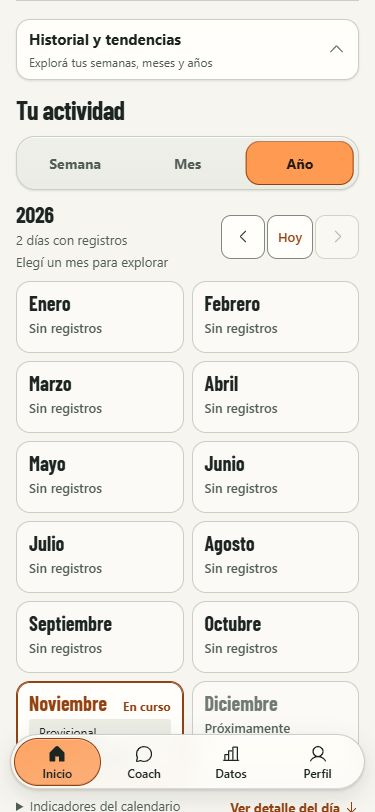 Historial y tendencias
Explorá tus semanas, meses y años
Tu actividad
Semana Mes Año
2026
2 días con registros
Elegí un mes para explorar
Hoy
Enero
Sin registros
Febrero
Sin registros
Marzo
Sin registros
Abril
Sin registros
Mayo
Sin registros
Junio
Sin registros
Julio
Sin registros
Agosto
Sin registros
Septiembre
Sin registros
Octubre
Sin registros
Noviembre En curso
Provisional
Diciembre
Próximamente
Inicio Coach Datos Perfil
Indicadores del calendario
Ver detalle del día